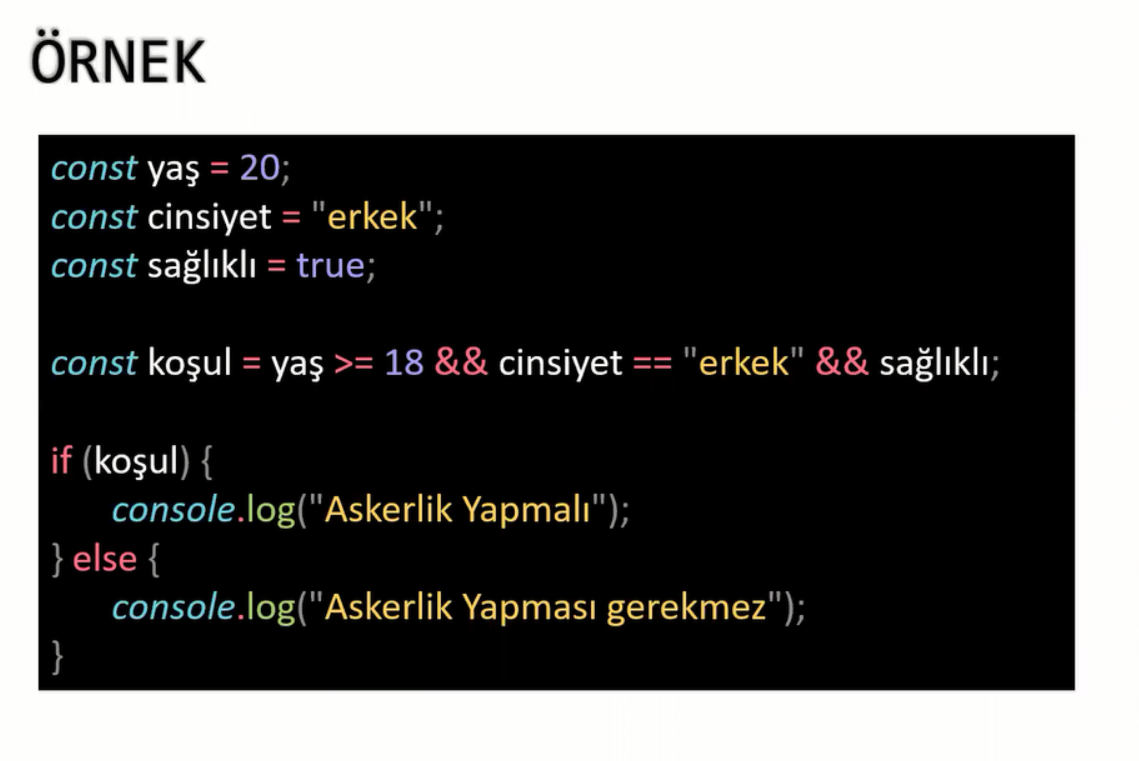 ÖRNEK
const yaş = 20;
const cinsiyet = "erkek";
const sağlıklı = true;
const koşul = yaş >= 18 && cinsiyet == "erkek" && sağlıklı;
if (koşul) {
console.log("Askerlik Yapmalı");
} else {
console.log("Askerlik Yapması gerekmez");
}